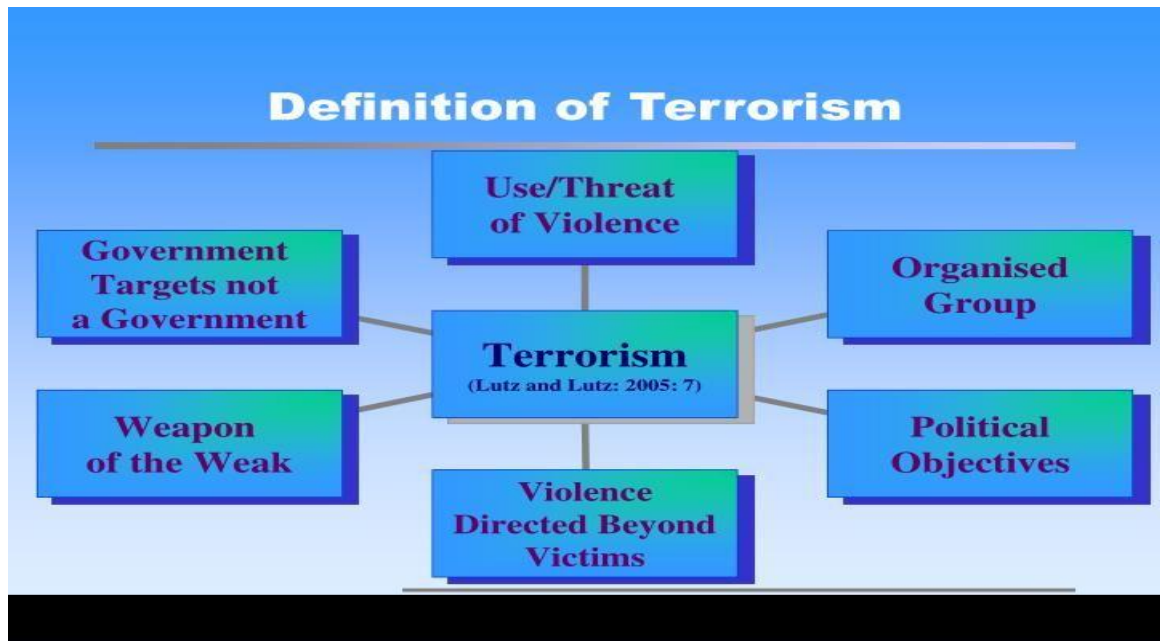 Definition of Terrorism
Use/Threat
of Violence
Government
Targets not
a Government
Organised
Group
Terrorism
(Lutz and Lutz: 2005: 7)
Weapon
of the Weak
Political
Objectives
Violence
Directed Beyond
Victims